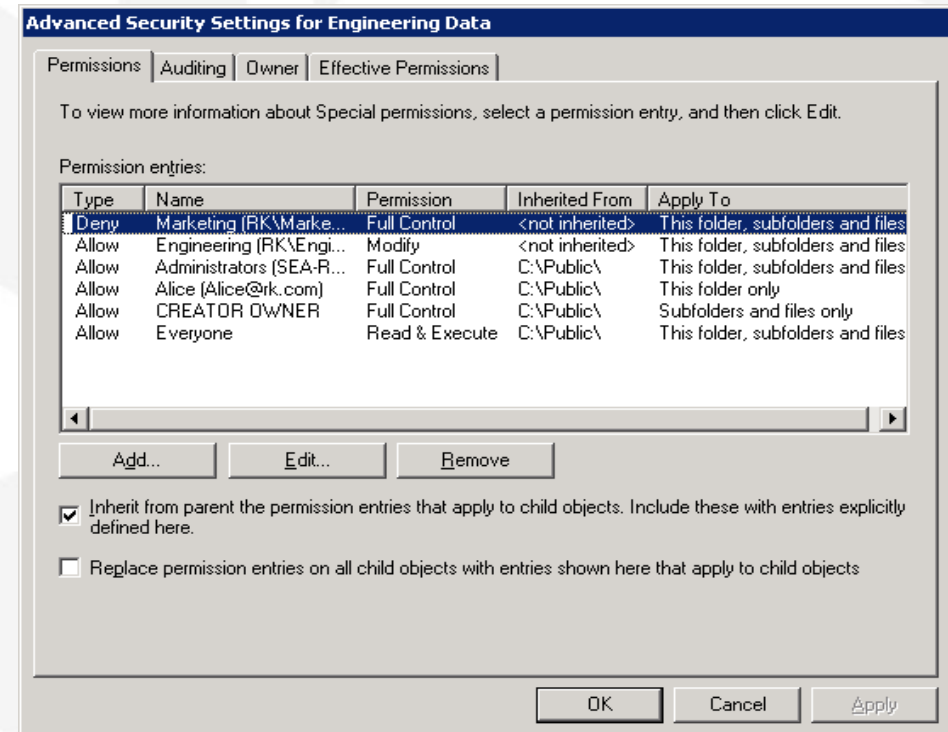 Advanced Security Settings for Engineering Data
Permissions Auditing Owner Effective Permissions
To view more information about Special permissions, select a permission entry, and then click Edit.
Permission entries:
Type Name Permission Inherited From Apply To
Deny Marketing (RK\Marke... Full Control <not inherited> This folder, subfolders and files
Allow Engineering (RK\Engi... Modify <not inherited> This folder, subfolders and files
Allow Administrators (SEA-R... Full Control C:\Public\ This folder, subfolders and files
Allow Alice (Alice@rk.com) Full Control C:\Public\ This folder only
Allow CREATOR OWNER Full Control C:\Public\ Subfolders and files only
Allow Everyone Read & Execute C:\Public\ This folder, subfolders and files
Add... Edit... Remove
Inherit from parent the permission entries that apply to child objects. Include these with entries explicitly
defined here.
Replace permission entries on all child objects with entries shown here that apply to child objects
OK Cancel Apply